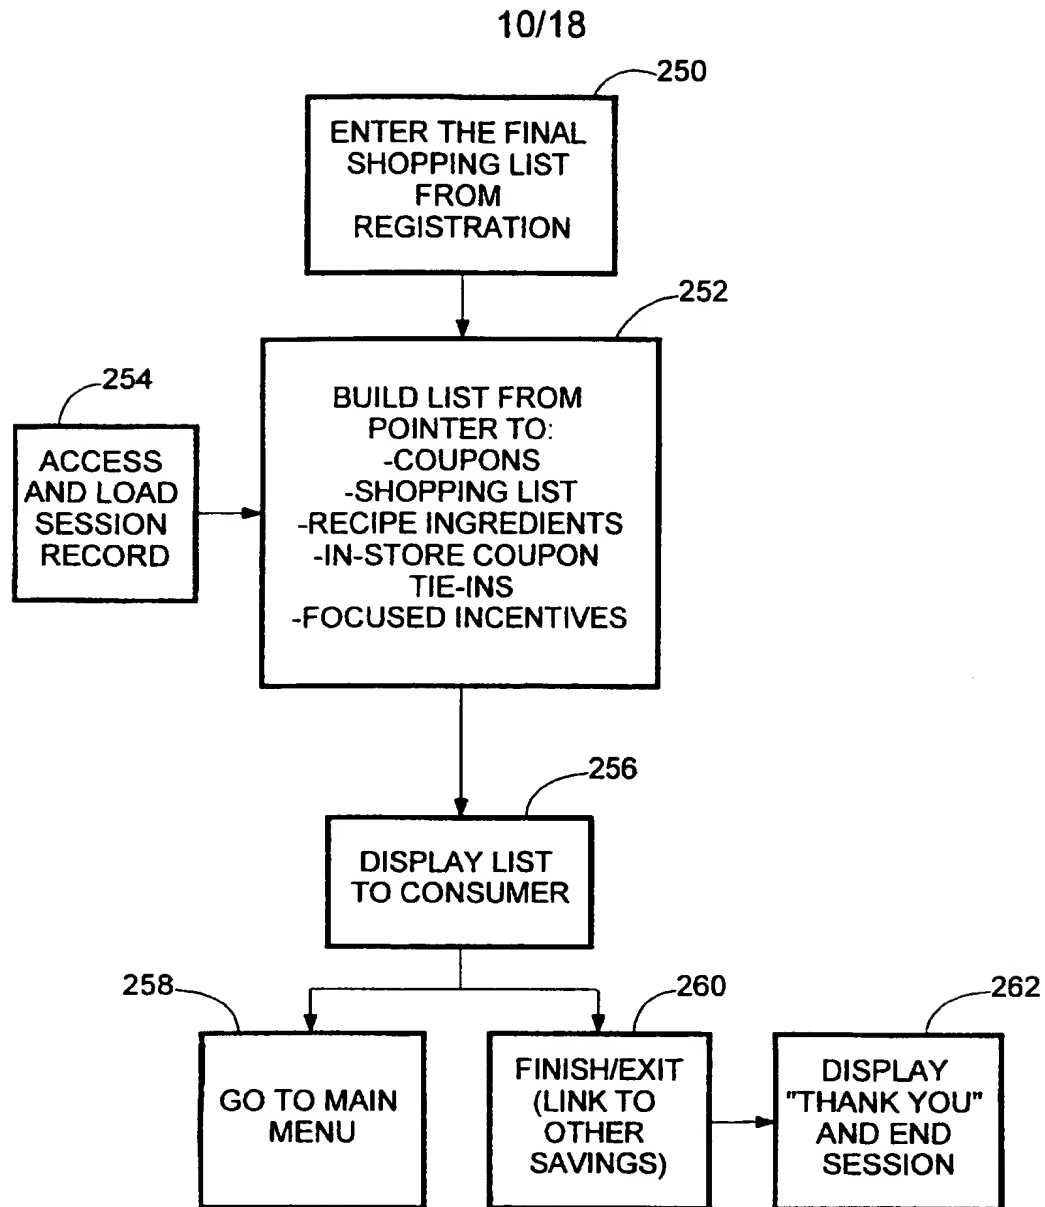 10/18
250
ENTER THE FINAL
SHOPPING LIST
FROM
REGISTRATION
252
BUILD LIST FROM
POINTER TO:
-COUPONS
-SHOPPING LIST
-RECIPE INGREDIENTS
-IN-STORE COUPON
TIE-INS
-FOCUSED INCENTIVES
254
ACCESS
AND LOAD
SESSION
RECORD
256
DISPLAY LIST
TO CONSUMER
258
GO TO MAIN
MENU
260
FINISH/EXIT
(LINK TO
OTHER
SAVINGS)
262
DISPLAY
"THANK YOU"
AND END
SESSION